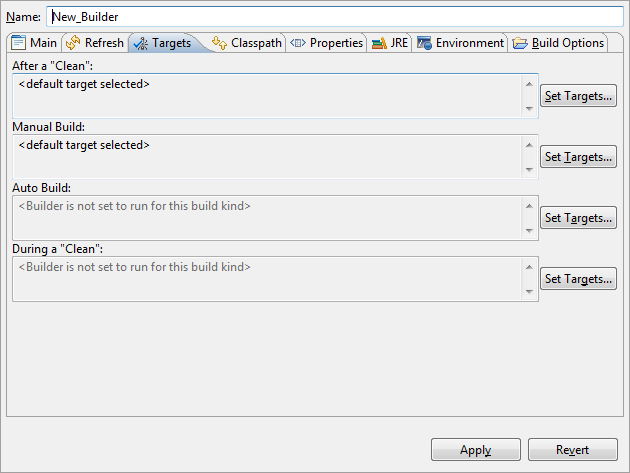 Name: New_Builder
Main Refresh Targets Classpath Properties JRE Environment Build Options
After a "Clean":
<default target selected>
Set Targets...
Manual Build:
<default target selected>
Set Targets...
Auto Build:
<Builder is not set to run for this build kind>
Set Targets...
During a "Clean":
<Builder is not set to run for this build kind>
Set Targets...
Apply Revert